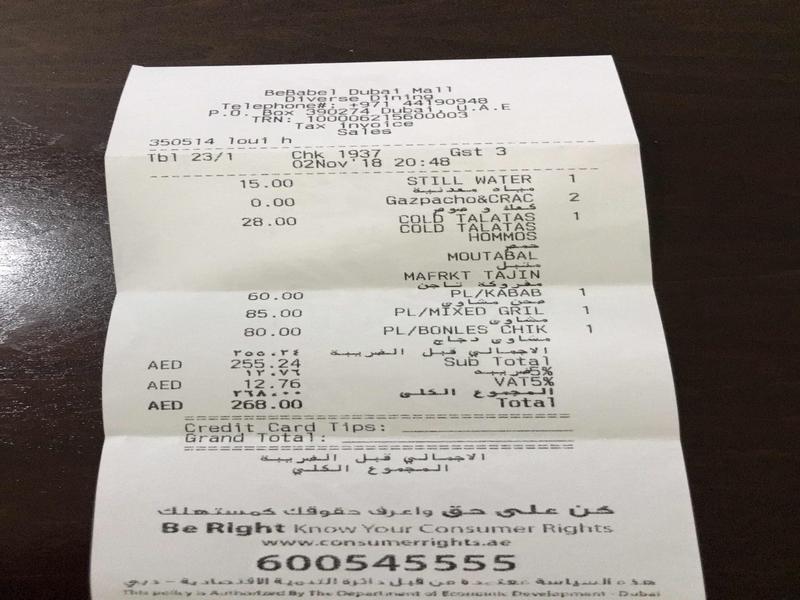 BeBabel Dubai Mall
Diverse Dining
Telephone#: +971 44190948
P.O. Box 390274 Dubai, U.A.E
TRN: 100006215600003
Tax invoice
Sales
350514 loui h
Tbl 23/1 Chk 1937 Gst 3
02Nov'18 20:48
15.00 STILL WATER 1
مياه معدنية
0.00 Gazpacho&CRAC 2
كعك و صوص
28.00 COLD TALATAS 1
COLD TALATAS
HOMMOS
حمص
MOUTABAL
متبل
MAFRKT TAJIN
مفروكة تاجن
60.00 PL/KABAB 1
صحن مشاوي
85.00 PL/MIXED GRIL 1
مشاوي
80.00 PL/BONLES CHIK 1
مشاوي دجاج
٢٥٥.٢٤ الاجمالي قبل الضريبة
AED 255.24 Sub Total
١٢.٧٦ ضريبه 5%
AED 12.76 VAT5%
٢٦٨.٠٠ المجموع الكلي
AED 268.00 Total
Credit Card Tips:
Grand Total:
الاجمالي قبل الضريبة
المجموع الكلي
كن على حق واعرف حقوقك كمستهلك
Be Right Know Your Consumer Rights
www.consumerrights.ae
600545555
هذه السياسة معتمدة من قبل دائرة التنمية الاقتصادية - دبي
This policy is Authorized By The Department of Economic Development - Dubai